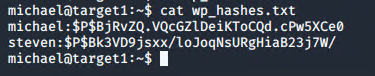 michael@target1:~$ cat wp_hashes.txt
michael:$P$BjRvZQ.VQcGZlDeiKToCQd.cPw5XCe0
steven:$P$Bk3VD9jsxx/loJoqNsURgHiaB23j7W/
michael@target1:~$